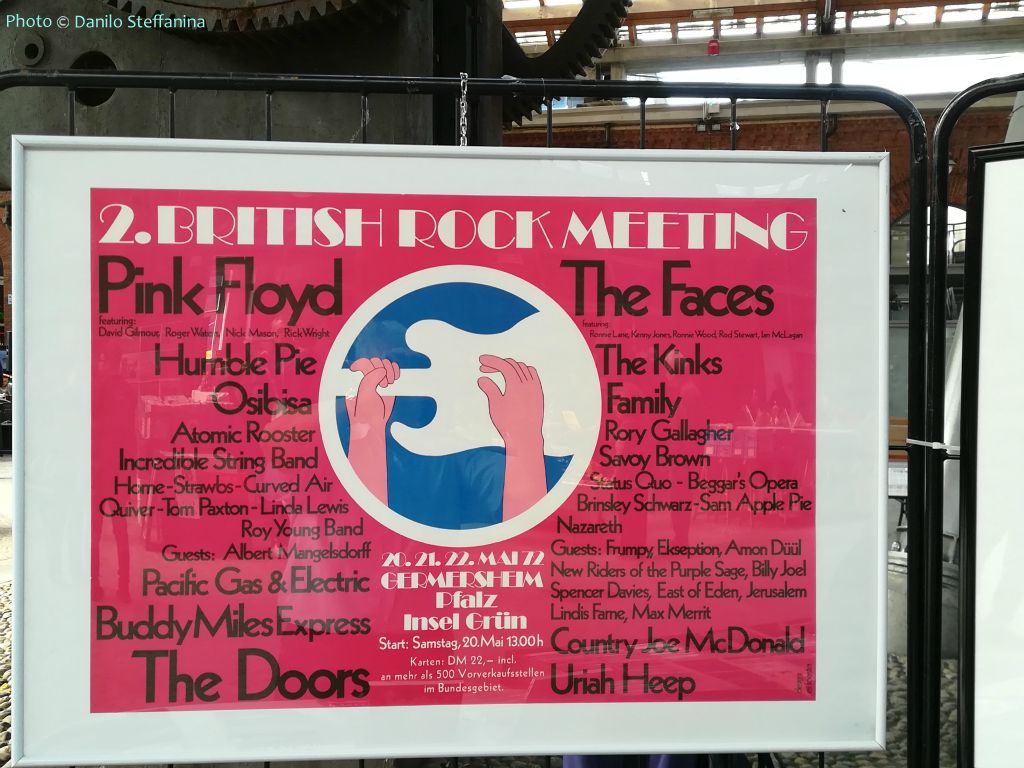 Photo © Danilo Steffanina
2. BRITISH ROCK MEETING
Pink Floyd
featuring:
David Gilmour, Roger Waters, Nick Mason, Rick Wright
Humble Pie
Osibisa
Atomic Rooster
Incredible String Band
Home-Strawbs-Curved Air
Quiver-Tom Paxton-Linda Lewis
Roy Young Band
Guests: Albert Mangelsdorff
Pacific Gas & Electric
Buddy Miles Express
The Doors
The Faces
featuring:
Ronnie Lane, Kenny Jones, Ronnie Wood, Rod Stewart, Ian McLagan
The Kinks
Family
Rory Gallagher
Savoy Brown
Status Quo - Beggar's Opera
Brinsley Schwarz-Sam Apple Pie
Nazareth
Guests: Frumpy, Ekseption, Amon Düül
New Riders of the Purple Sage, Billy Joel
Spencer Davies, East of Eden, Jerusalem
Lindis Farne, Max Merrit
Country Joe McDonald
Uriah Heep
20. 21. 22. MAI 72
GERMERSHEIM
Pfalz
Insel Grün
Start: Samstag, 20. Mai 13.00 h
Karten: DM 22,– incl.
an mehr als 500 Vorverkaufsstellen
im Bundesgebiet.